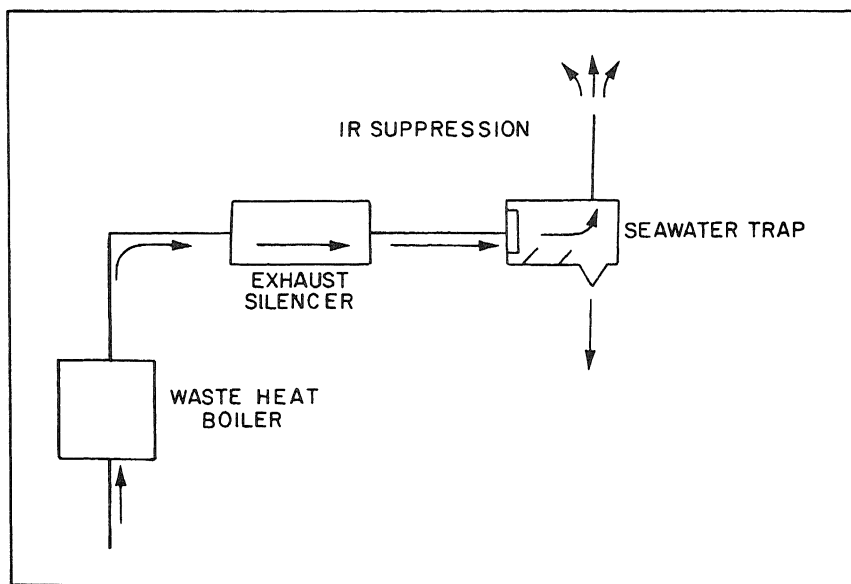 IR SUPPRESSION
SEAWATER TRAP
EXHAUST
SILENCER
WASTE HEAT
BOILER